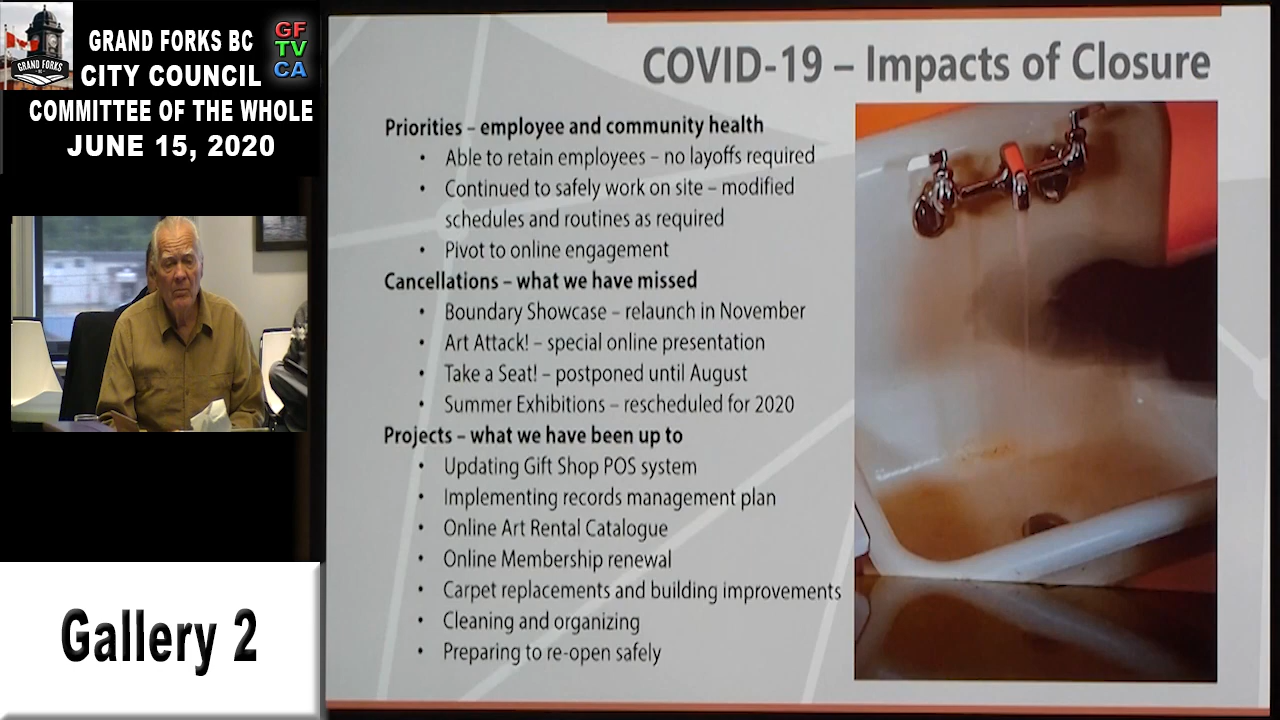 GRAND FORKS BC
CITY COUNCIL
COMMITTEE OF THE WHOLE
JUNE 15, 2020
GF
TV
CA
GRAND FORKS
Gallery 2
COVID-19 – Impacts of Closure
Priorities – employee and community health
• Able to retain employees – no layoffs required
• Continued to safely work on site – modified
schedules and routines as required
• Pivot to online engagement
Cancellations – what we have missed
• Boundary Showcase – relaunch in November
• Art Attack! – special online presentation
• Take a Seat! – postponed until August
• Summer Exhibitions – rescheduled for 2020
Projects – what we have been up to
• Updating Gift Shop POS system
• Implementing records management plan
• Online Art Rental Catalogue
• Online Membership renewal
• Carpet replacements and building improvements
• Cleaning and organizing
• Preparing to re-open safely